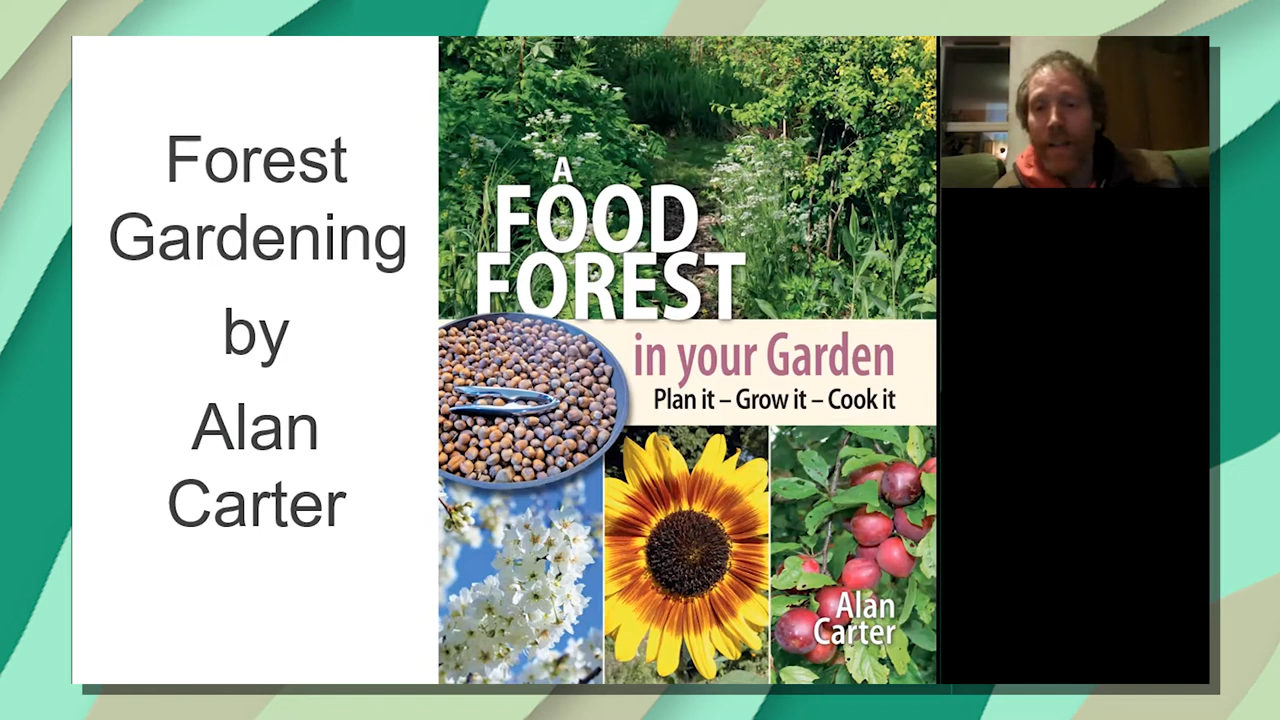 Forest
Gardening
by
Alan
Carter
A
FOOD
FOREST
in your Garden
Plan it – Grow it – Cook it
Alan
Carter